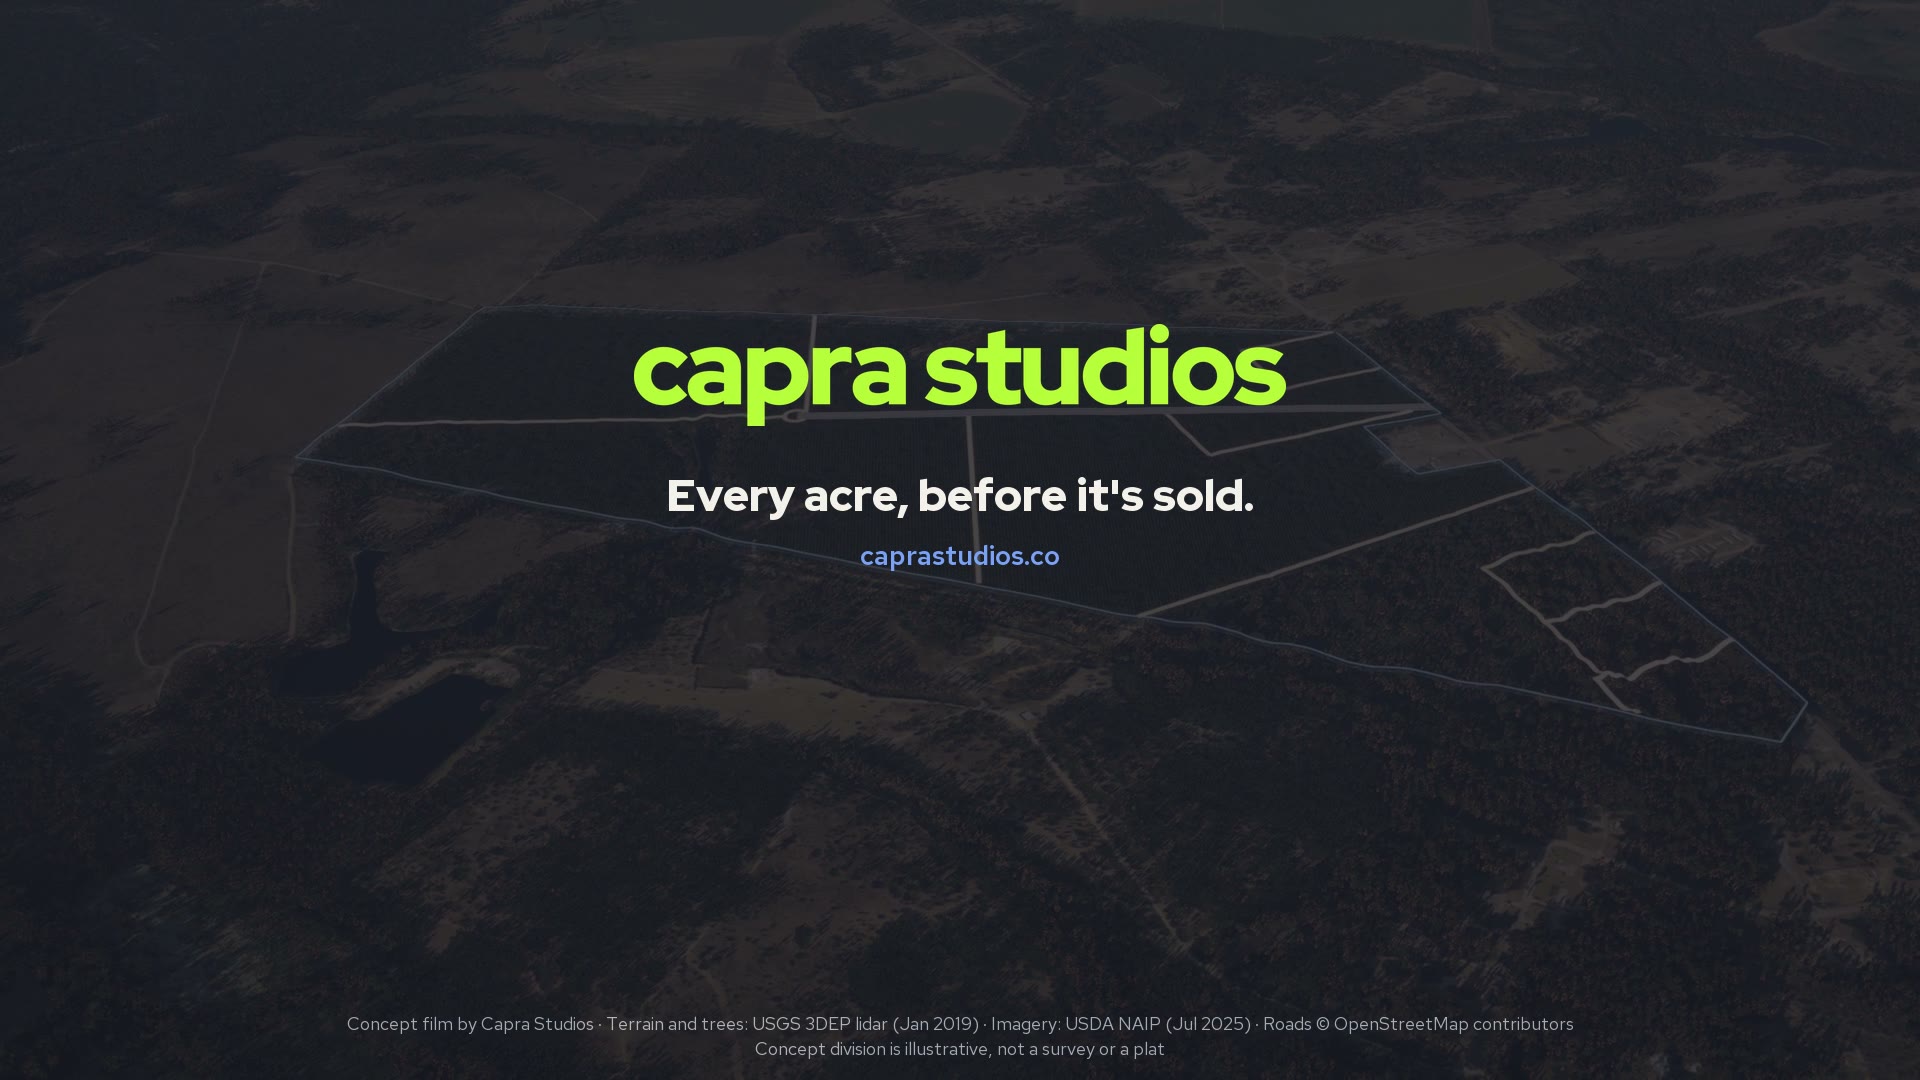 capra studios
Every acre, before it's sold.
caprastudios.co
Concept film by Capra Studios · Terrain and trees: USGS 3DEP lidar (Jan 2019) · Imagery: USDA NAIP (Jul 2025) · Roads © OpenStreetMap contributors
Concept division is illustrative, not a survey or a plat